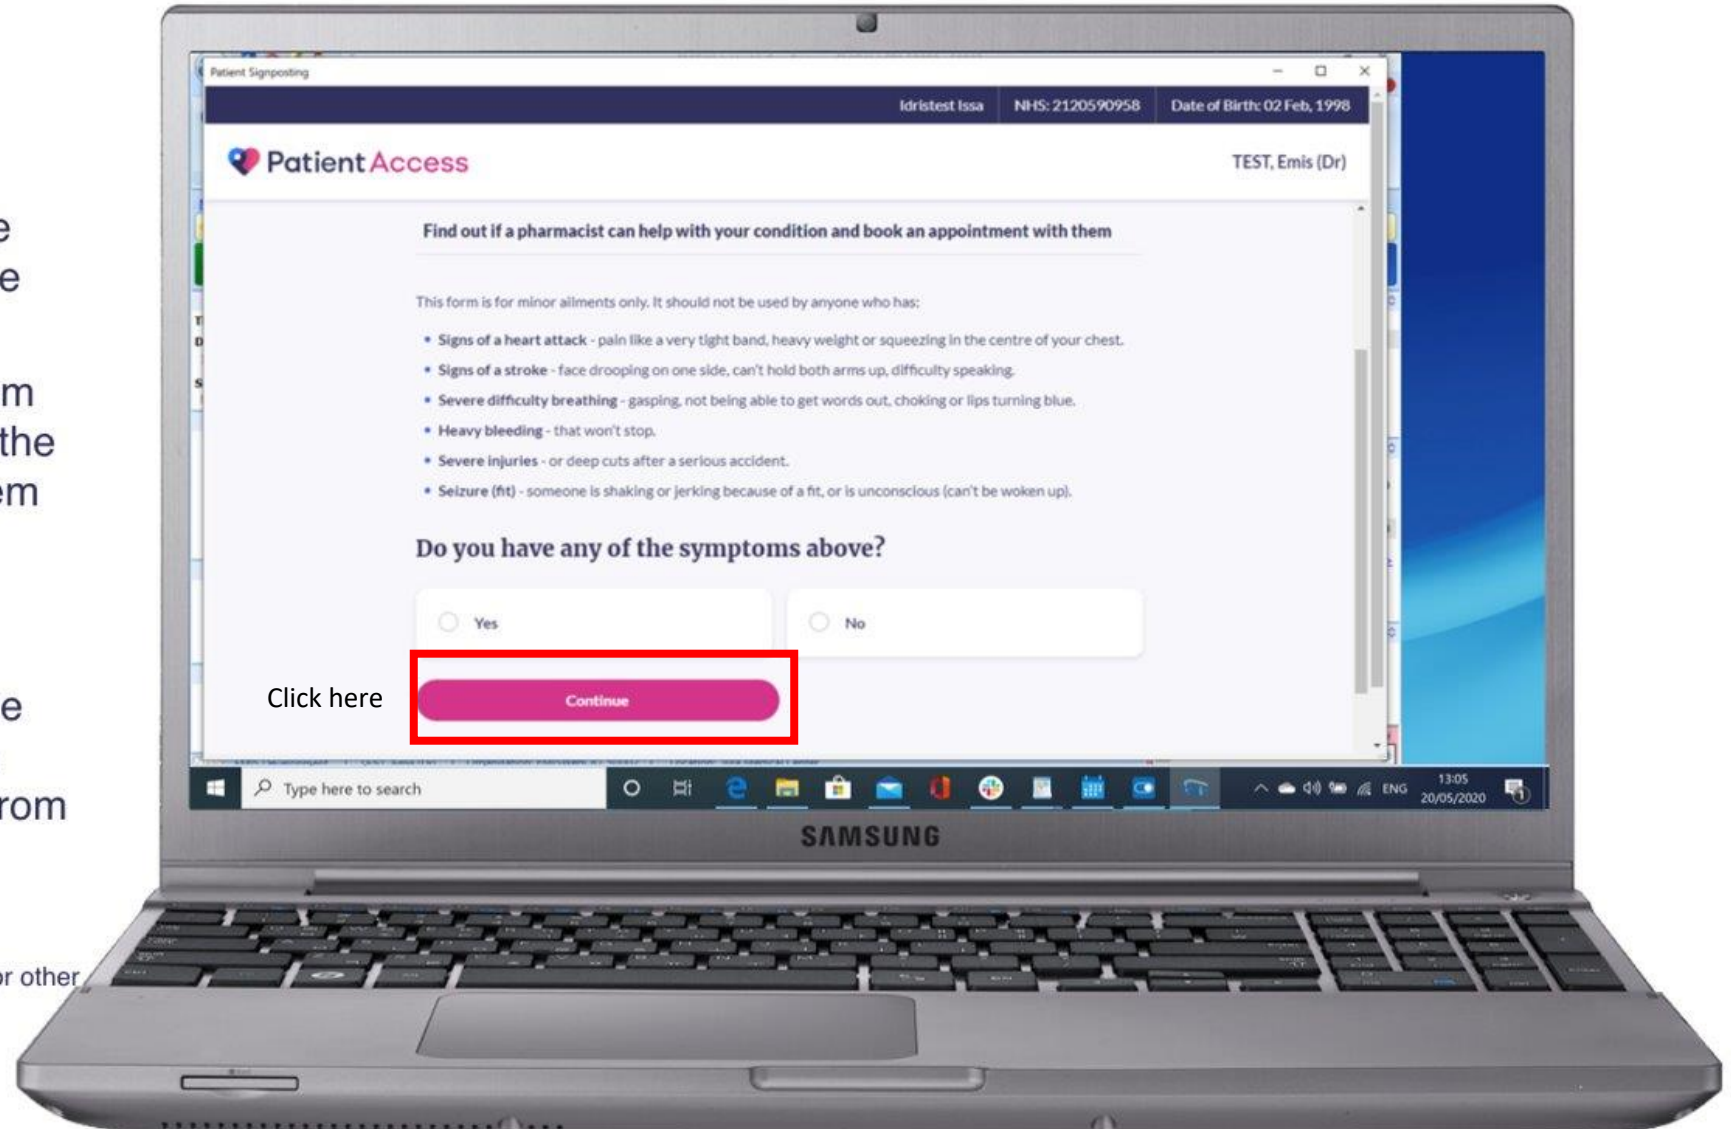 Patient Signposting
Idristest Issa NHS: 2120590958 Date of Birth: 02 Feb, 1998
Patient Access
TEST, Emis (Dr)
e
e
m
the
em
e
rom
or other
Find out if a pharmacist can help with your condition and book an appointment with them
This form is for minor ailments only. It should not be used by anyone who has:
• Signs of a heart attack - pain like a very tight band, heavy weight or squeezing in the centre of your chest.
• Signs of a stroke - face drooping on one side, can't hold both arms up, difficulty speaking.
• Severe difficulty breathing - gasping, not being able to get words out, choking or lips turning blue.
• Heavy bleeding - that won't stop.
• Severe injuries - or deep cuts after a serious accident.
• Seizure (fit) - someone is shaking or jerking because of a fit, or is unconscious (can't be woken up).
Do you have any of the symptoms above?
Yes No
Click here
Continue
Type here to search
ENG
13:05
20/05/2020
SAMSUNG